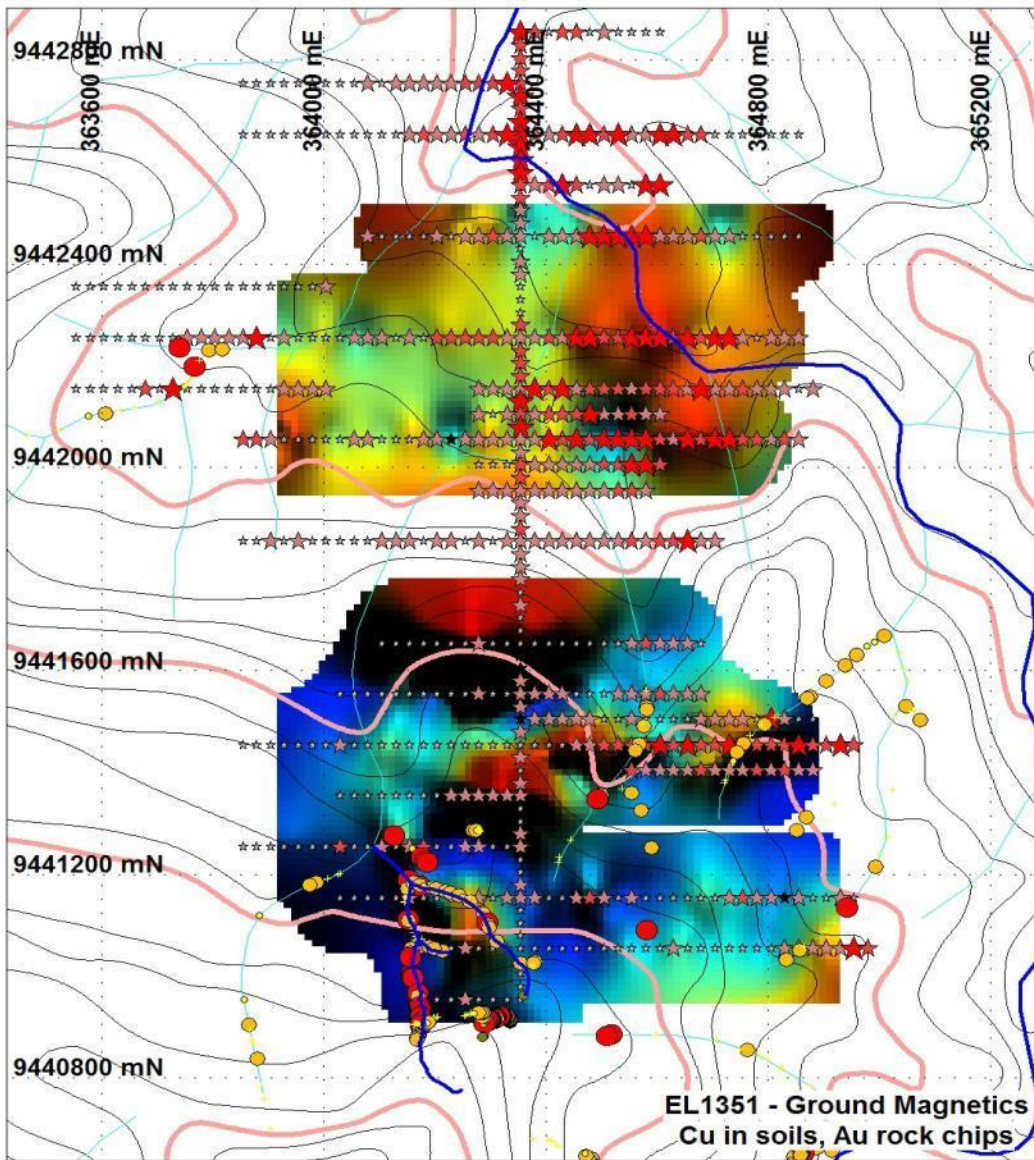 9442800 mN
363600 mE
364000 mE
364400 mE
364800 mE
365200 mE
9442400 mN
9442000 mN
9441600 mN
9441200 mN
9440800 mN
EL1351 - Ground Magnetics
Cu in soils, Au rock chips